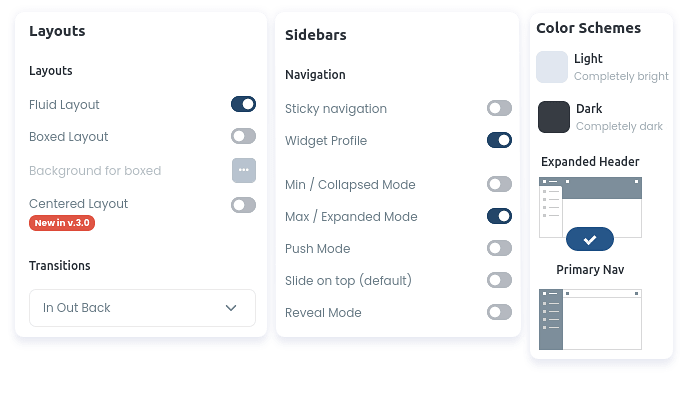 Layouts
Layouts
Fluid Layout
Boxed Layout
Background for boxed
Centered Layout
New in v.3.0
Transitions
In Out Back
Sidebars
Navigation
Sticky navigation
Widget Profile
Min / Collapsed Mode
Max / Expanded Mode
Push Mode
Slide on top (default)
Reveal Mode
Color Schemes
Light
Completely bright
Dark
Completely dark
Expanded Header
Primary Nav